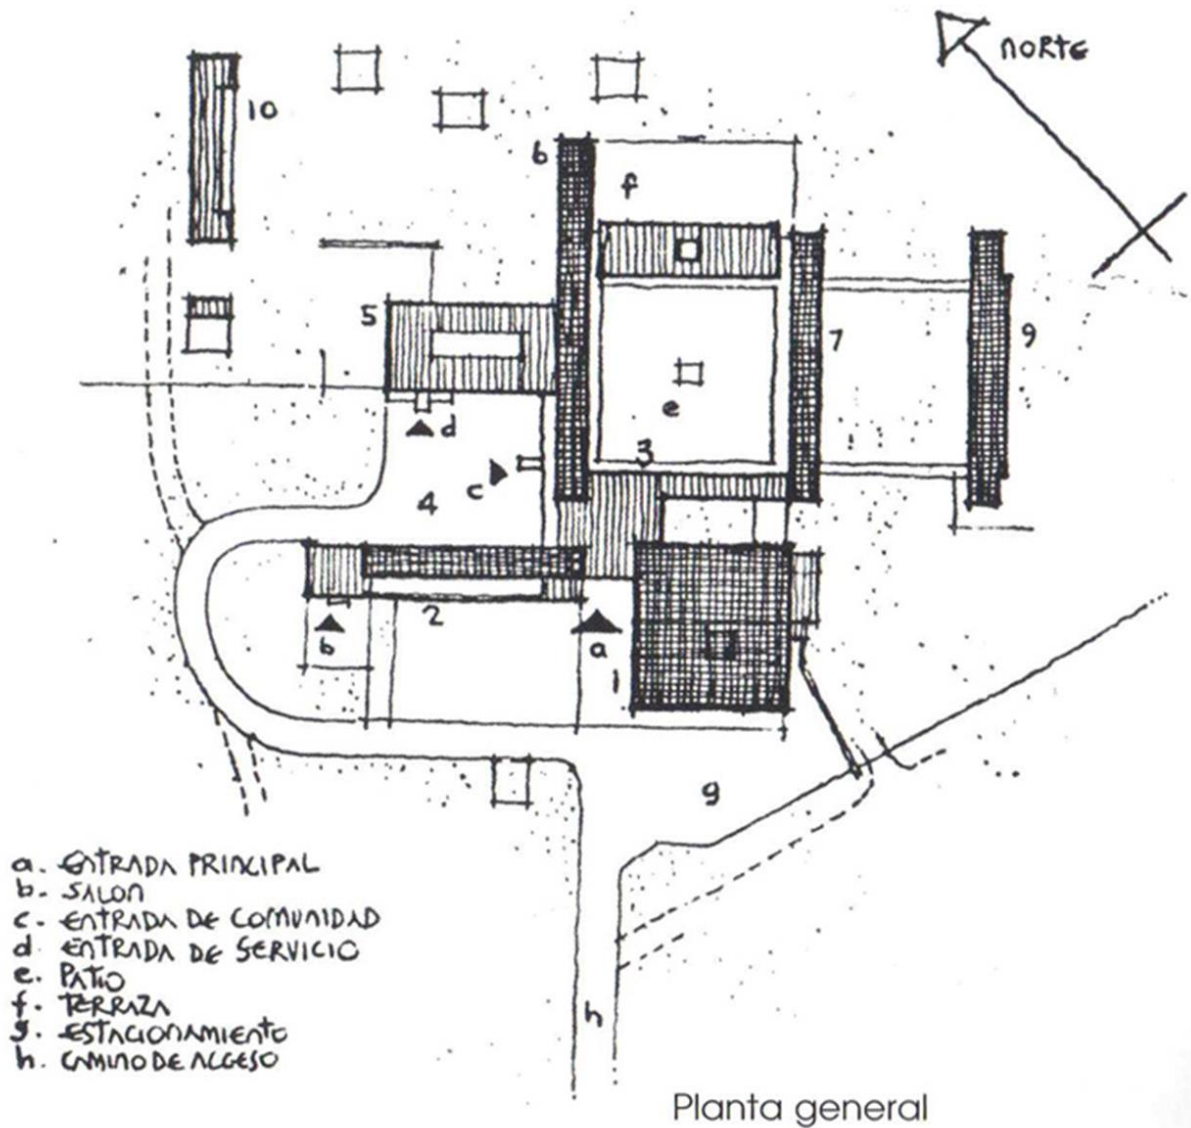 NORTE
10
6
f
5
7
9
e
d
3
c
4
2
b
a
1
g
a. ENTRADA PRINCIPAL
b. SALON
c. ENTRADA DE COMUNIDAD
d. ENTRADA DE SERVICIO
e. PATIO
f. TERRAZA
g. ESTACIONAMIENTO
h. CAMINO DE ACCESO
h
Planta general